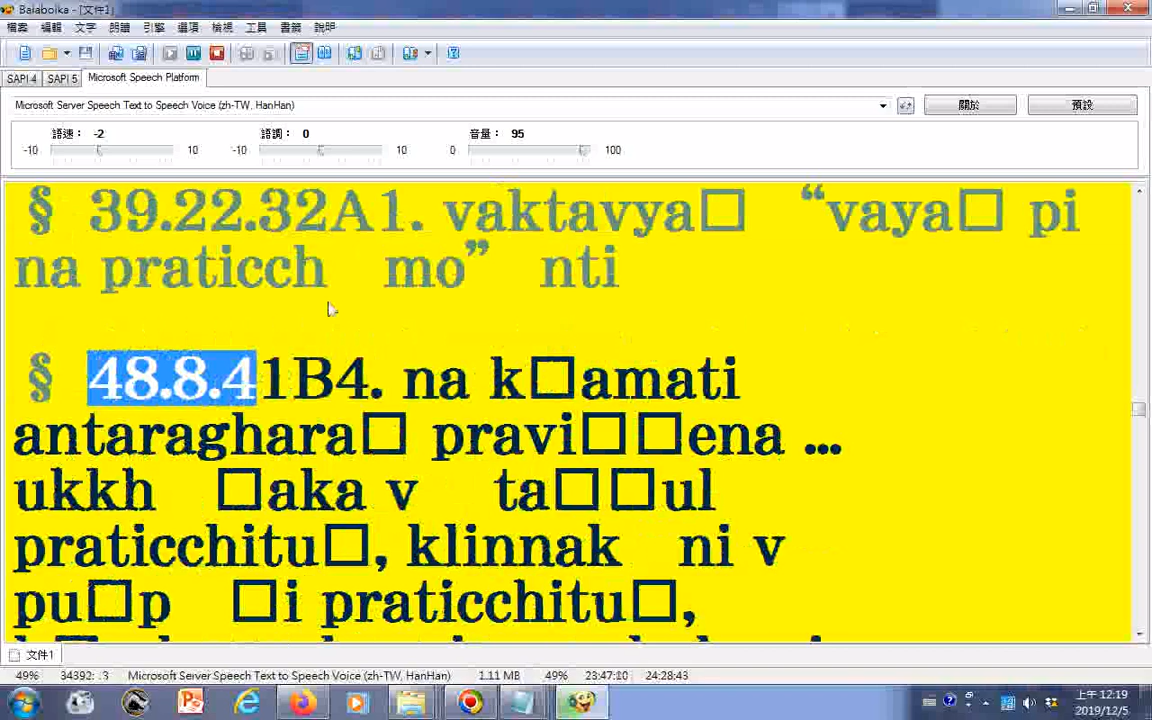 Balabolka - [文件1]
檔案 編輯 文字 朗讀 引擎 選項 檢視 工具 書籤 說明
SAPI 4 SAPI 5 Microsoft Speech Platform
Microsoft Server Speech Text to Speech Voice (zh-TW, HanHan) 關於 預設
語速： -2 語調： 0 音量： 95
-10 10 -10 10 0 100
§ 39.22.32A1. vaktavya□ “vaya□ pi
na praticch mo” nti
§ 48.8.41B4. na k□amati
antaraghara□ pravi□□ena ...
ukkh □aka v ta□□ul
praticchitu□, klinnak ni v
pu□p □i praticchitu□,
文件1
49% 34392: .3 Microsoft Server Speech Text to Speech Voice (zh-TW, HanHan) 1.11 MB 49% 23:47:10 24:28:43
上午 12:19
2019/12/5